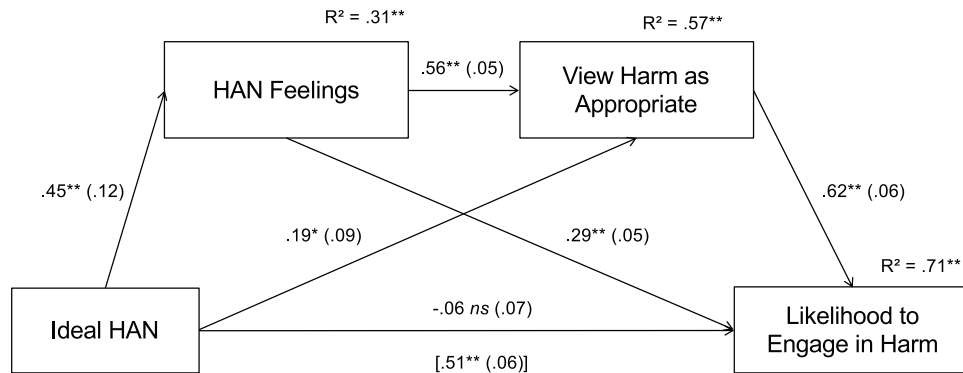 R² = .31**
R² = .57**
HAN Feelings
.56** (.05)
View Harm as
Appropriate
.45** (.12)
.62** (.06)
.19* (.09)
.29** (.05)
R² = .71**
Ideal HAN
-.06 ns (.07)
[.51** (.06)]
Likelihood to
Engage in Harm